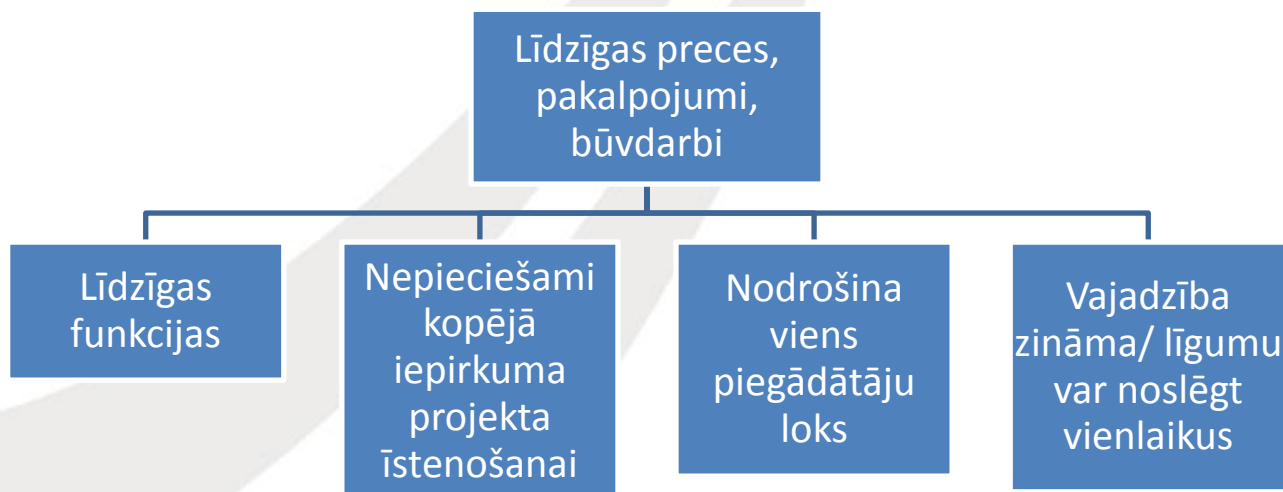 Līdzīgas preces,
pakalpojumi,
būvdarbi
Līdzīgas
funkcijas
Nepieciešami
kopējā
iepirkuma
projekta
īstenošanai
Nodrošina
viens
piegādātāju
loks
Vajadzība
zināma/ līgumu
var noslēgt
vienlaikus